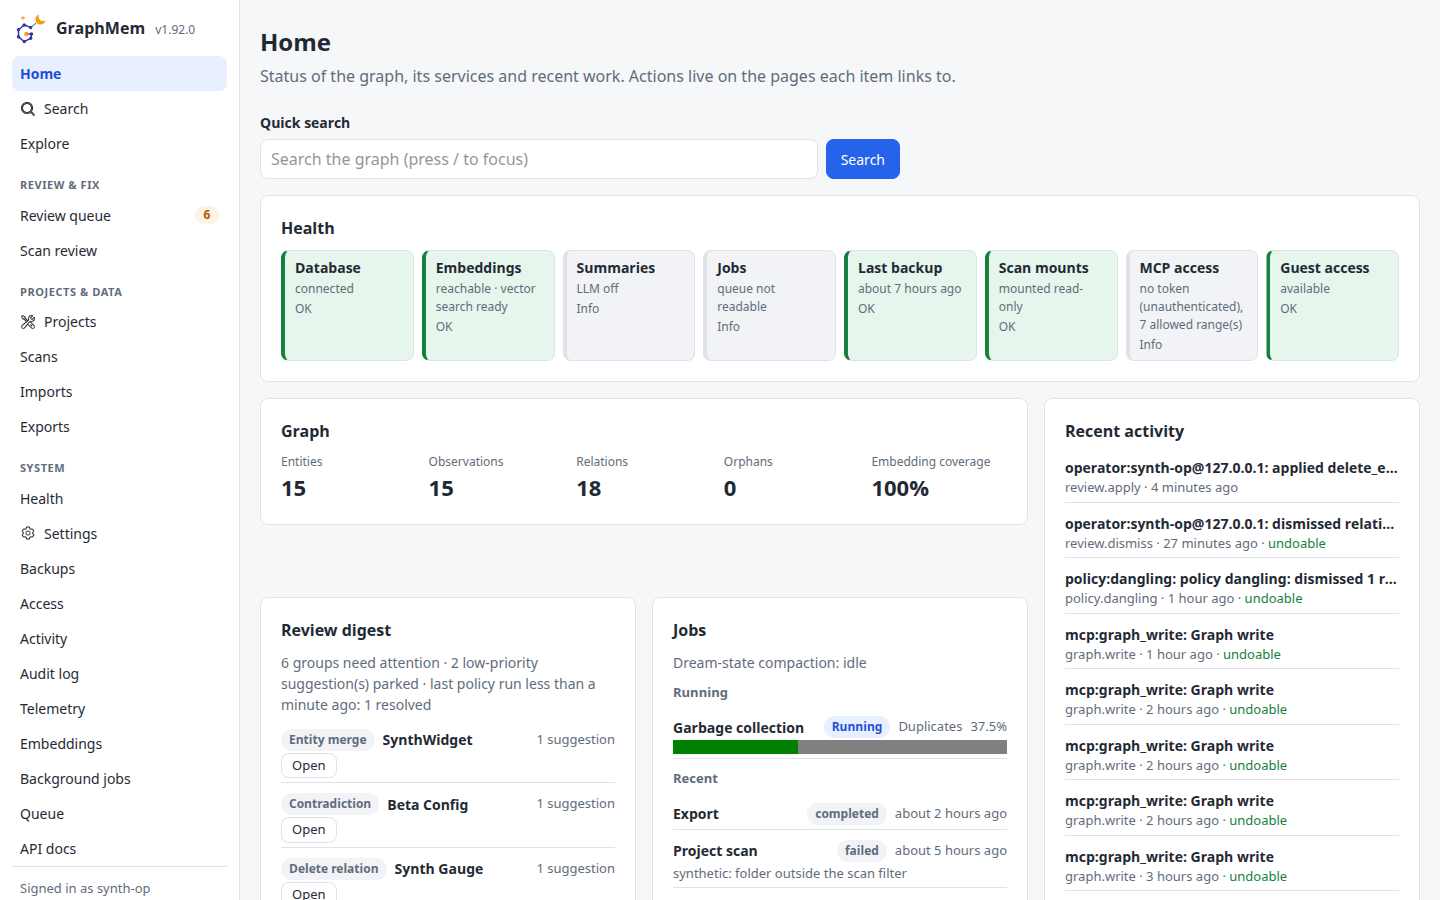 GraphMem v1.92.0
Home
Search
Explore
REVIEW & FIX
Review queue 6
Scan review
PROJECTS & DATA
Projects
Scans
Imports
Exports
SYSTEM
Health
Settings
Backups
Access
Activity
Audit log
Telemetry
Embeddings
Background jobs
Queue
API docs
Signed in as synth-op
Home
Status of the graph, its services and recent work. Actions live on the pages each item links to.
Quick search
Search the graph (press / to focus)
Search
Health
Database
connected
OK
Embeddings
reachable · vector
search ready
OK
Summaries
LLM off
Info
Jobs
queue not
readable
Info
Last backup
about 7 hours ago
OK
Scan mounts
mounted read-
only
OK
MCP access
no token
(unauthenticated),
7 allowed range(s)
Info
Guest access
available
OK
Graph
Entities
15
Observations
15
Relations
18
Orphans
0
Embedding coverage
100%
Review digest
6 groups need attention · 2 low-priority
suggestion(s) parked · last policy run less than a
minute ago: 1 resolved
Entity merge SynthWidget 1 suggestion
Open
Contradiction Beta Config 1 suggestion
Open
Delete relation Synth Gauge 1 suggestion
Open
Jobs
Dream-state compaction: idle
Running
Garbage collection Running Duplicates 37.5%
Recent
Export completed about 2 hours ago
Project scan failed about 5 hours ago
synthetic: folder outside the scan filter
Recent activity
operator:synth-op@127.0.0.1: applied delete_e...
review.apply · 4 minutes ago
operator:synth-op@127.0.0.1: dismissed relati...
review.dismiss · 27 minutes ago · undoable
policy:dangling: policy dangling: dismissed 1 r...
policy.dangling · 1 hour ago · undoable
mcp:graph_write: Graph write
graph.write · 1 hour ago · undoable
mcp:graph_write: Graph write
graph.write · 2 hours ago · undoable
mcp:graph_write: Graph write
graph.write · 2 hours ago · undoable
mcp:graph_write: Graph write
graph.write · 2 hours ago · undoable
mcp:graph_write: Graph write
graph.write · 3 hours ago · undoable